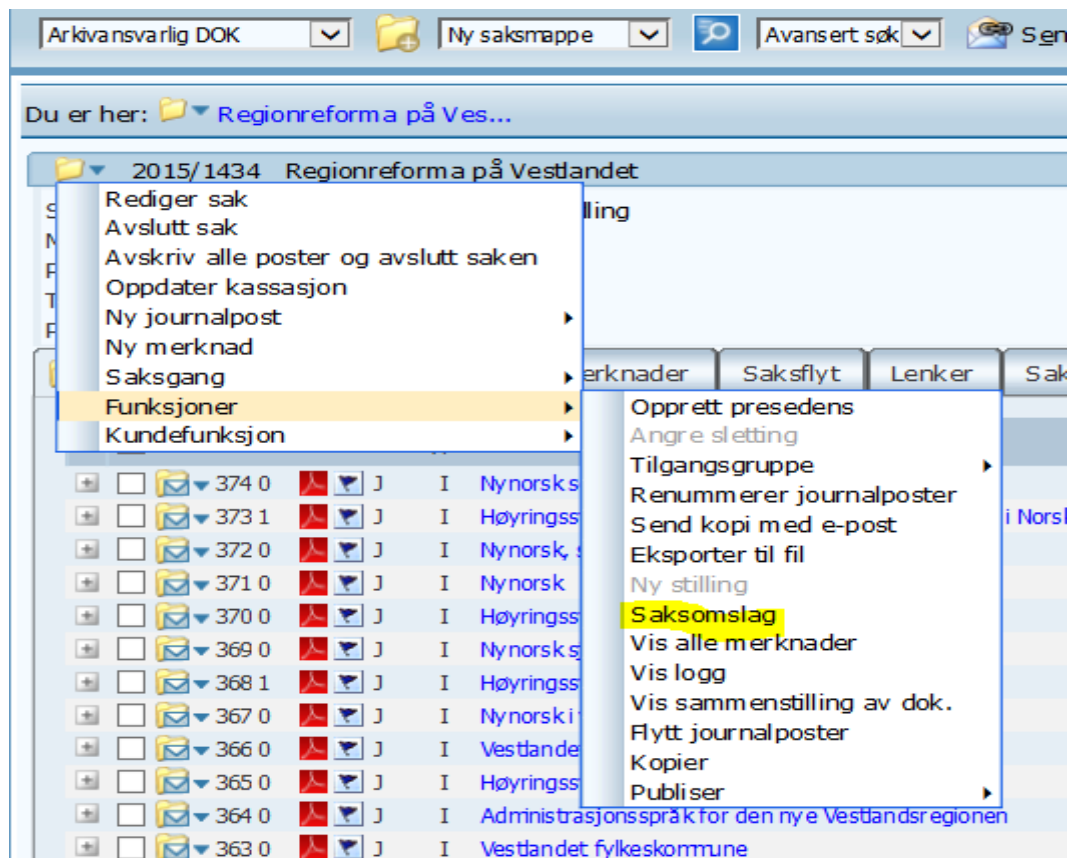 Arkivansvarlig DOK Ny saksmappe Avansert søk
Du er her: Regionreforma på Ves...
2015/1434 Regionreforma på Vestlandet
Rediger sak
Avslutt sak
Avskriv alle poster og avslutt saken
Oppdater kassasjon
Ny journalpost
Ny merknad
Saksgang
Funksjoner
Kundefunksjon
Saksflyt Lenker
Opprett presedens
Angre sletting
Tilgangsgruppe
Renummerer journalposter
Send kopi med e-post
Eksporter til fil
Ny stilling
Saksomslag
Vis alle merknader
Vis logg
Vis sammenstilling av dok.
Flytt journalposter
Kopier
Publiser
374 0 J I Nynorsk s
373 1 J I Høyringss i Norsk
372 0 J I Nynorsk, s
371 0 J I Nynorsk
370 0 J I Høyringss
369 0 J I Nynorsk s
368 1 J I Høyringss
367 0 J I Nynorsk i
366 0 J I Vestlande
365 0 J I Høyringss
364 0 J I Administrasjonsspråk for den nye Vestlandsregionen
363 0 J I Vestlandet fylkeskommune